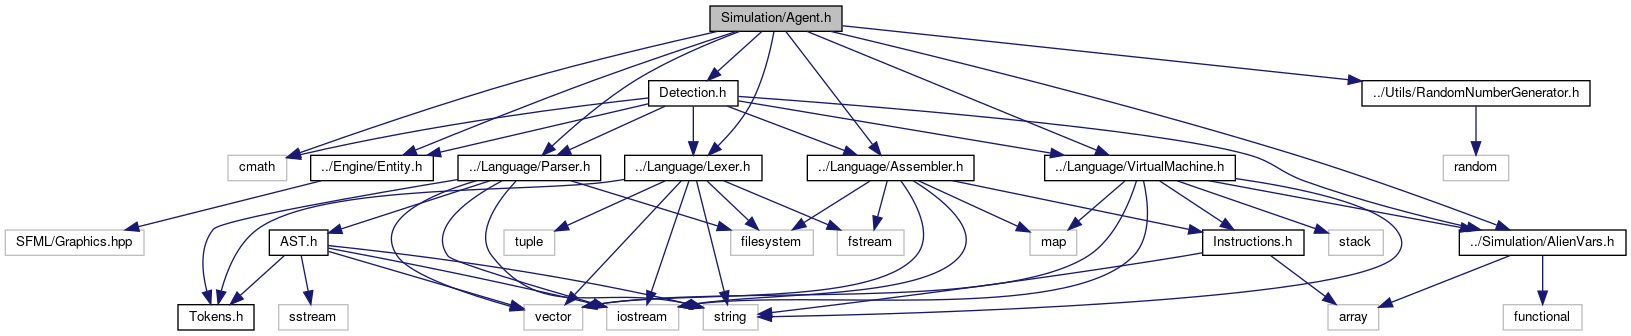 Simulation/Agent.h
Detection.h
../Utils/RandomNumberGenerator.h
cmath
../Engine/Entity.h
../Language/Parser.h
../Language/Lexer.h
../Language/Assembler.h
../Language/VirtualMachine.h
random
SFML/Graphics.hpp
AST.h
tuple
filesystem
fstream
map
Instructions.h
stack
../Simulation/AlienVars.h
Tokens.h
sstream
vector
iostream
string
array
functional